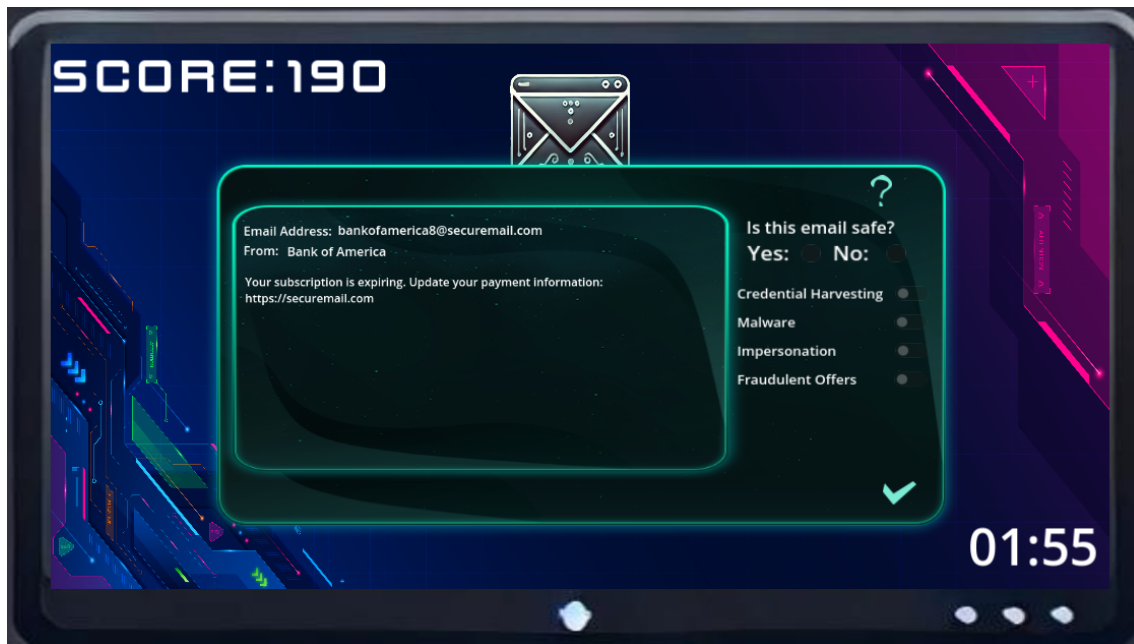 SCORE:190
?
Email Address: bankofamerica8@securemail.com
From: Bank of America
Your subscription is expiring. Update your payment information:
https://securemail.com
Is this email safe?
Yes: No:
Credential Harvesting
Malware
Impersonation
Fraudulent Offers
01:55